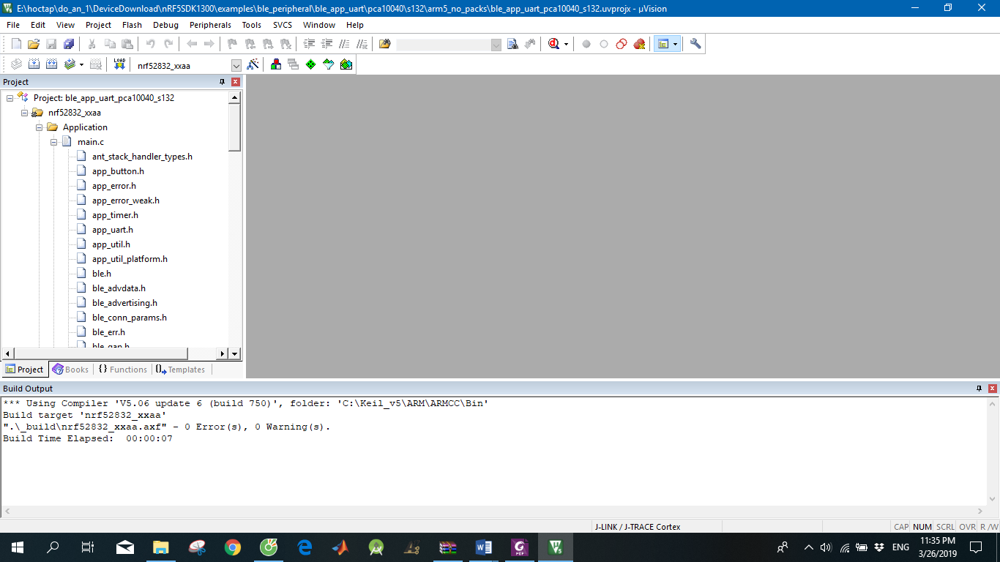 E:\hoctap\do_an_1\DeviceDownload\nRF5SDK1300\examples\ble_peripheral\ble_app_uart\pca10040\s132\arm5_no_packs\ble_app_uart_pca10040_s132.uvprojx - µVision
File Edit View Project Flash Debug Peripherals Tools SVCS Window Help
LOAD nrf52832_xxaa
Project
Project: ble_app_uart_pca10040_s132
nrf52832_xxaa
Application
main.c
ant_stack_handler_types.h
app_button.h
app_error.h
app_error_weak.h
app_timer.h
app_uart.h
app_util.h
app_util_platform.h
ble.h
ble_advdata.h
ble_advertising.h
ble_conn_params.h
ble_err.h
ble_gap.h
Project Books {} Functions Templates
Build Output
*** Using Compiler 'V5.06 update 6 (build 750)', folder: 'C:\Keil_v5\ARM\ARMCC\Bin'
Build target 'nrf52832_xxaa'
".\_build\nrf52832_xxaa.axf" - 0 Error(s), 0 Warning(s).
Build Time Elapsed:  00:00:07
J-LINK / J-TRACE Cortex CAP NUM SCRL OVR R /W
ENG 11:35 PM
3/26/2019